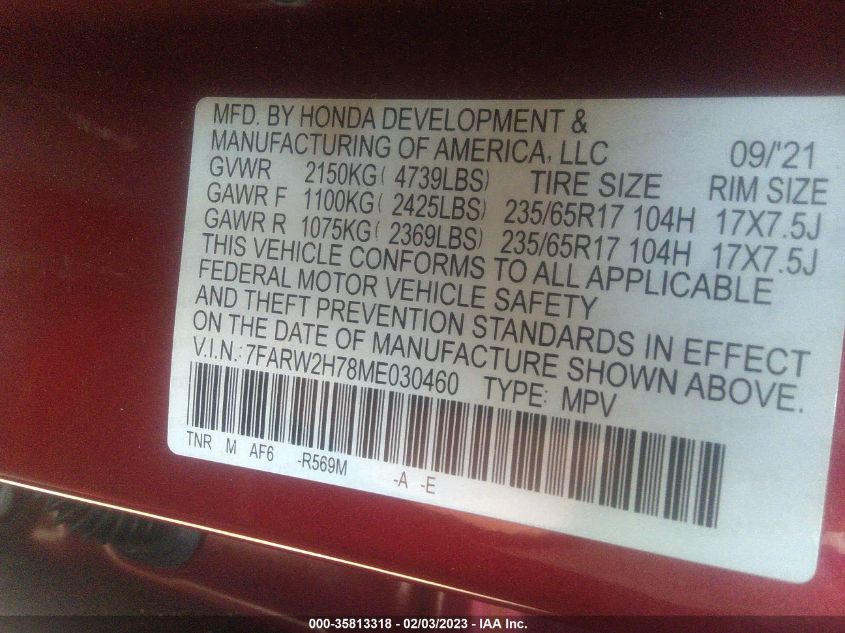 MFD. BY HONDA DEVELOPMENT &
MANUFACTURING OF AMERICA, LLC 09/'21
GVWR 2150KG( 4739LBS) TIRE SIZE RIM SIZE
GAWR F 1100KG( 2425LBS) 235/65R17 104H 17X7.5J
GAWR R 1075KG( 2369LBS) 235/65R17 104H 17X7.5J
THIS VEHICLE CONFORMS TO ALL APPLICABLE
FEDERAL MOTOR VEHICLE SAFETY
AND THEFT PREVENTION STANDARDS IN EFFECT
ON THE DATE OF MANUFACTURE SHOWN ABOVE.
V.I.N.: 7FARW2H78ME030460 TYPE: MPV
TNR M AF6 -R569M -A -E
000-35813318 - 02/03/2023 - IAA Inc.